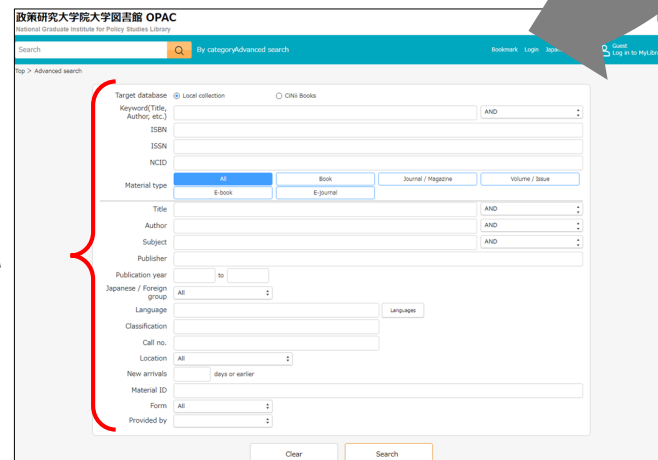 政策研究大学院大学図書館 OPAC
National Graduate Institute for Policy Studies Library
Search By category Advanced search Bookmark Login Guest
Log in to MyLibr
Top > Advanced search
Target database Local collection CiNii Books
Keyword(Title, Author, etc.) AND
ISBN
ISSN
NCID
Material type All Book Journal / Magazine Volume / Issue
E-book E-journal
Title AND
Author AND
Subject AND
Publisher
Publication year to
Japanese / Foreign group All
Language Languages
Classification
Call no.
Location All
New arrivals days or earlier
Material ID
Form All
Provided by
Clear Search